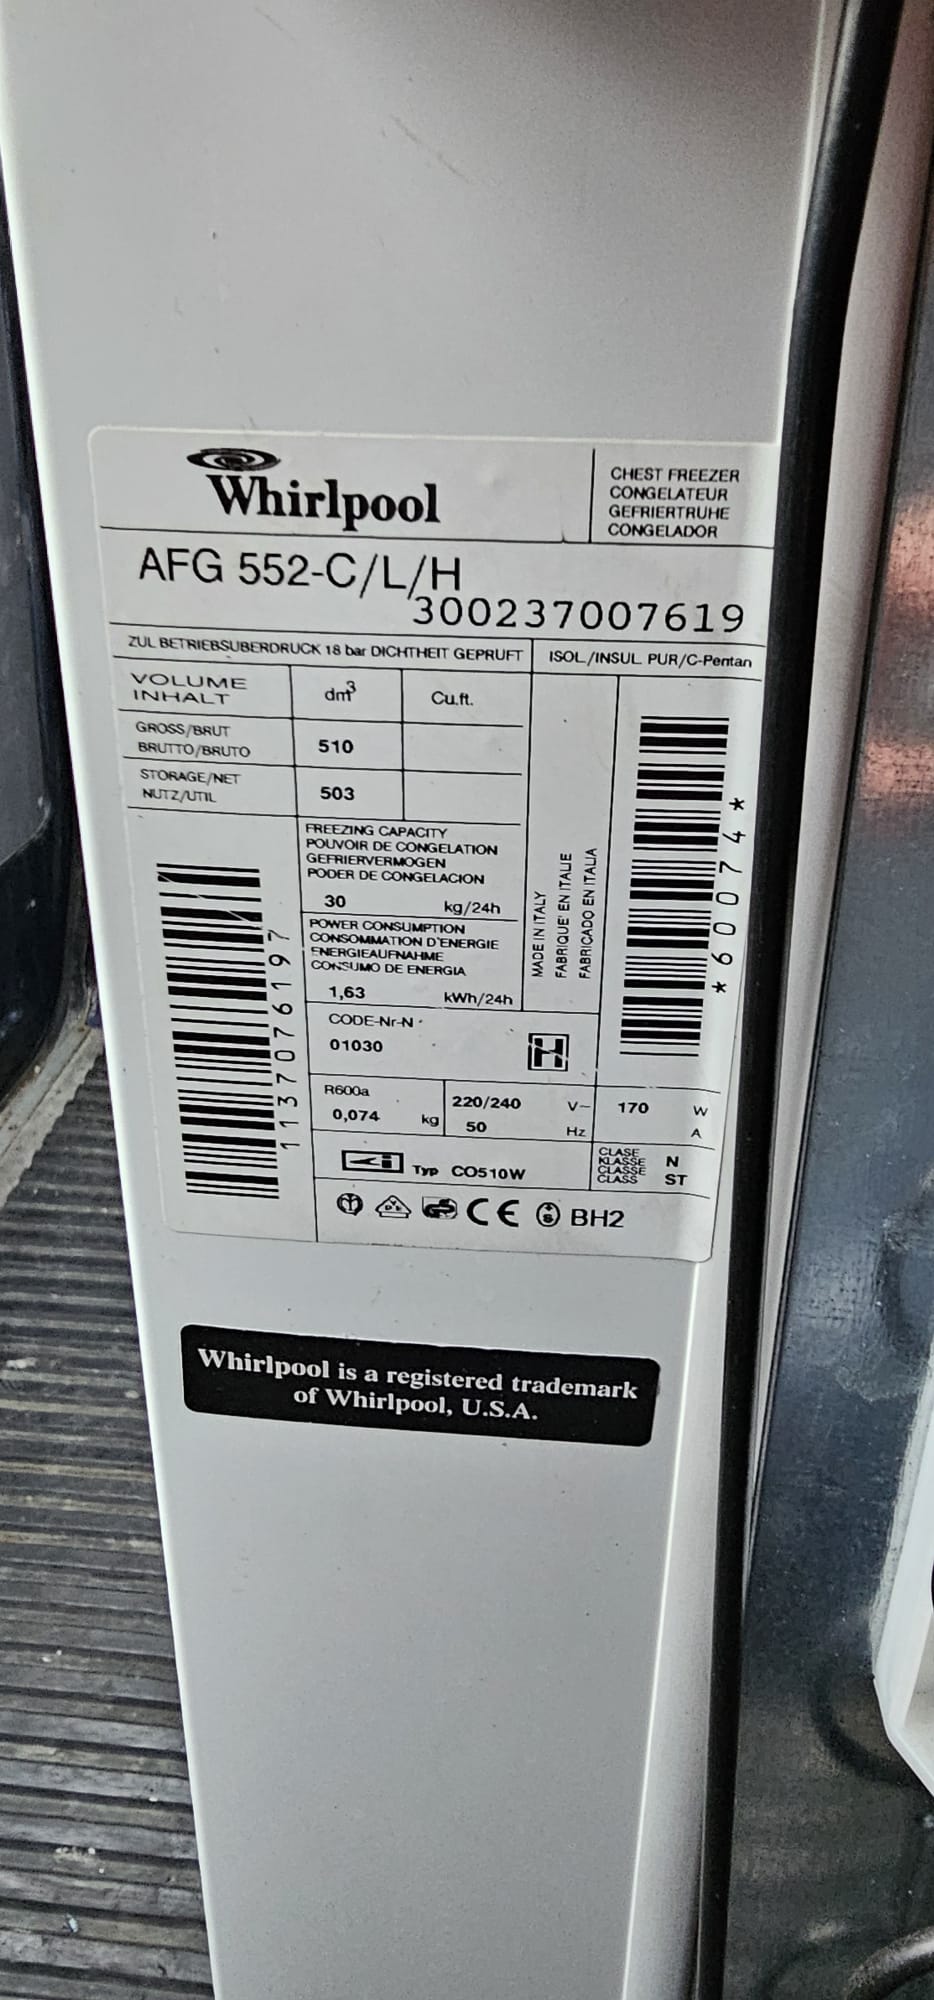 Whirlpool
CHEST FREEZER
CONGELATEUR
GEFRIERTRUHE
CONGELADOR
AFG 552-C/L/H
300237007619
ZUL BETRIEBSUBERDRUCK 18 bar DICHTHEIT GEPRUFT
ISOL/INSUL PUR/C-Pentan
VOLUME
INHALT
dm³
Cu.ft.
GROSS/BRUT
BRUTTO/BRUTO
510
STORAGE/NET
NUTZ/UTIL
503
FREEZING CAPACITY
POUVOIR DE CONGELATION
GEFRIERVERMOGEN
PODER DE CONGELACION
30 kg/24h
POWER CONSUMPTION
CONSOMMATION D'ENERGIE
ENERGIEAUFNAHME
CONSUMO DE ENERGIA
1,63 kWh/24h
MADE IN ITALY
FABRIQUE' EN ITALIE
FABRICADO EN ITALIA
*60074*
1137076197
CODE-Nr-N·
01030
H
R600a
0,074 kg
220/240 V~
50 Hz
170 W
A
Typ CO510W
CLASE
KLASSE
CLASSE
CLASS
N
ST
CE
BH2
Whirlpool is a registered trademark
of Whirlpool, U.S.A.